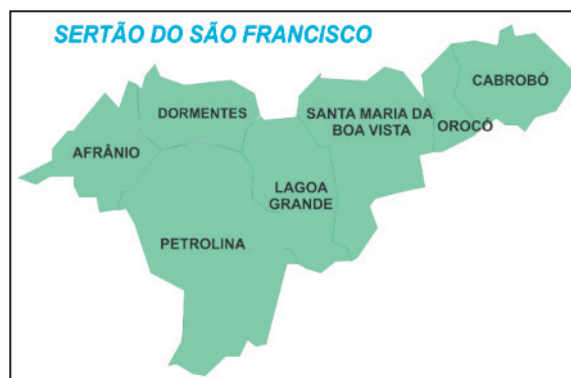 SERTÃO DO SÃO FRANCISCO
CABROBÓ
DORMENTES
SANTA MARIA DA
BOA VISTA
OROCÓ
AFRÂNIO
LAGOA
GRANDE
PETROLINA